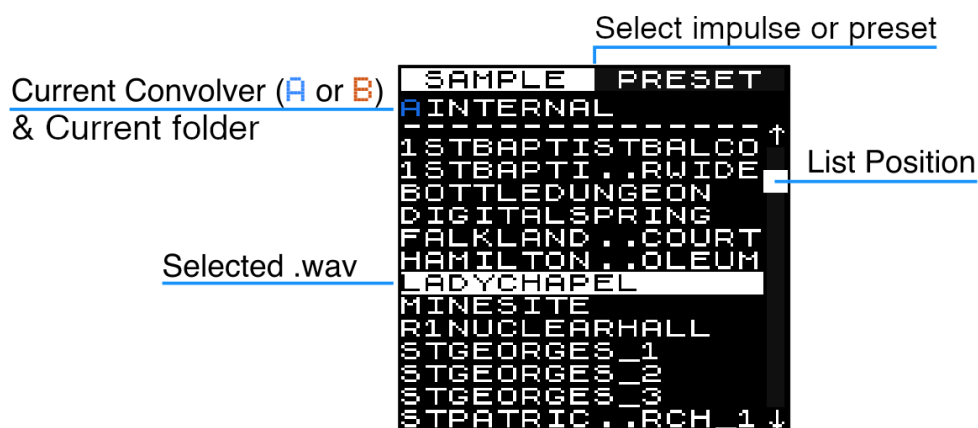 Select impulse or preset
SAMPLE PRESET
Current Convolver (A or B)
& Current folder
A INTERNAL
1STBAPTISTBALCO
1STBAPTI..RWIDE
List Position
BOTTLEDUNGEON
DIGITALSPRING
FALKLAND..COURT
HAMILTON..OLEUM
Selected .wav
LADYCHAPEL
MINESITE
R1NUCLEARHALL
STGEORGES_1
STGEORGES_2
STGEORGES_3
STPATRIC..RCH_1